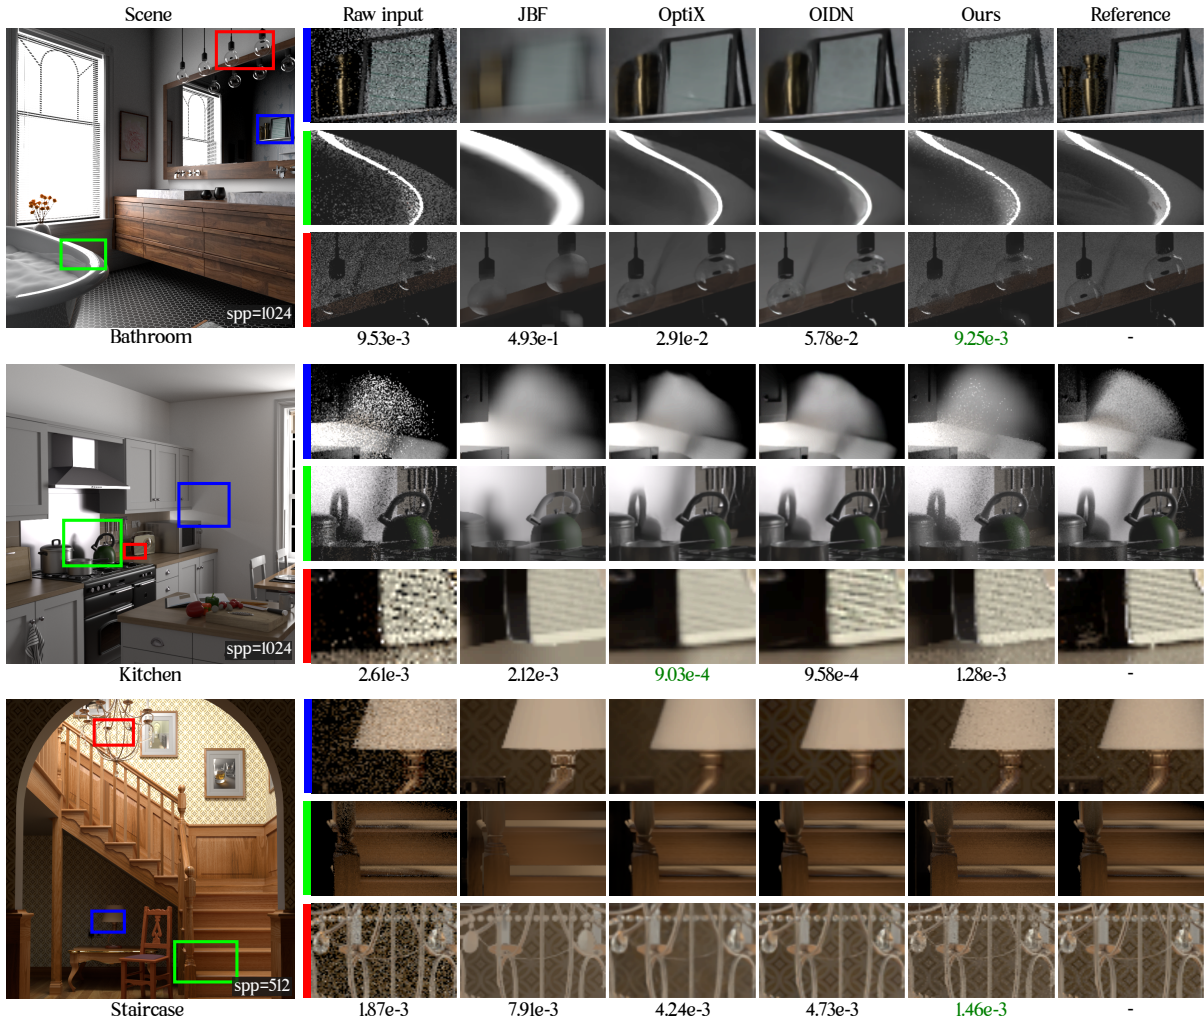 Scene Raw input JBF OptiX OIDN Ours Reference
spp=1024
Bathroom 9.53e-3 4.93e-1 2.91e-2 5.78e-2 9.25e-3 -
spp=1024
Kitchen 2.61e-3 2.12e-3 9.03e-4 9.58e-4 1.28e-3 -
spp=512
Staircase 1.87e-3 7.91e-3 4.24e-3 4.73e-3 1.46e-3 -